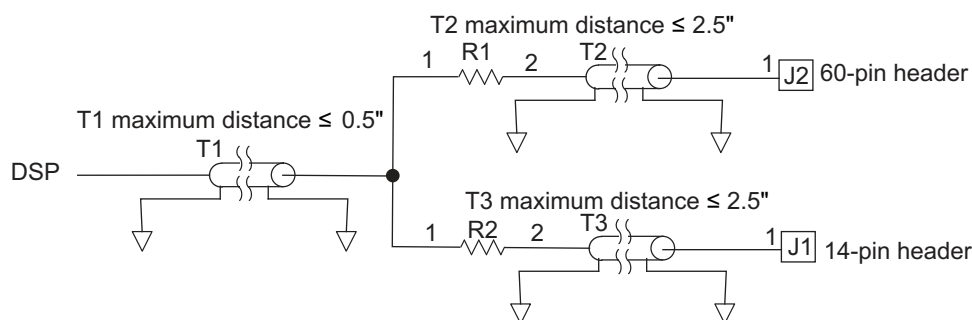 T2 maximum distance ≤ 2.5"
1 R1 2 T2 1 J2 60-pin header
T1 maximum distance ≤ 0.5"
T1
DSP
T3 maximum distance ≤ 2.5"
1 R2 2 T3 1 J1 14-pin header